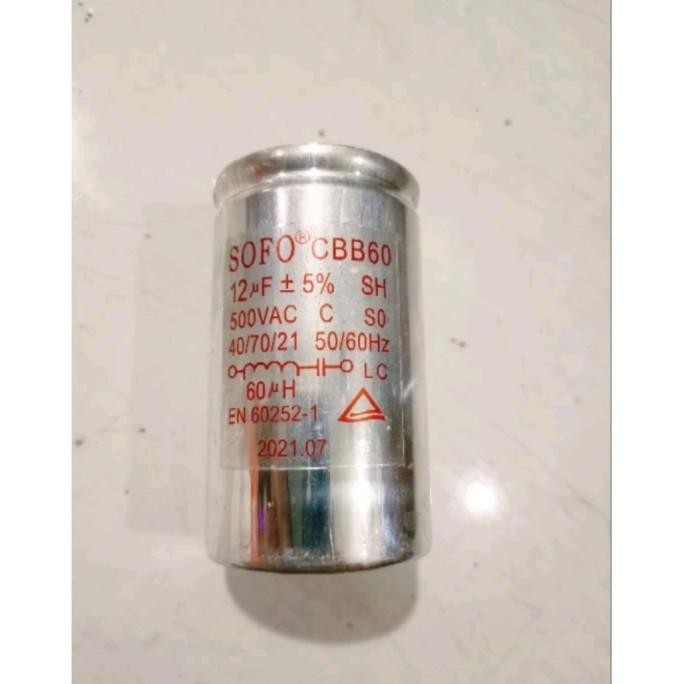 SOFO® CBB60
12μF ± 5% SH
500VAC C S0
40/70/21 50/60Hz
LC
60μH
EN 60252-1
2021.07